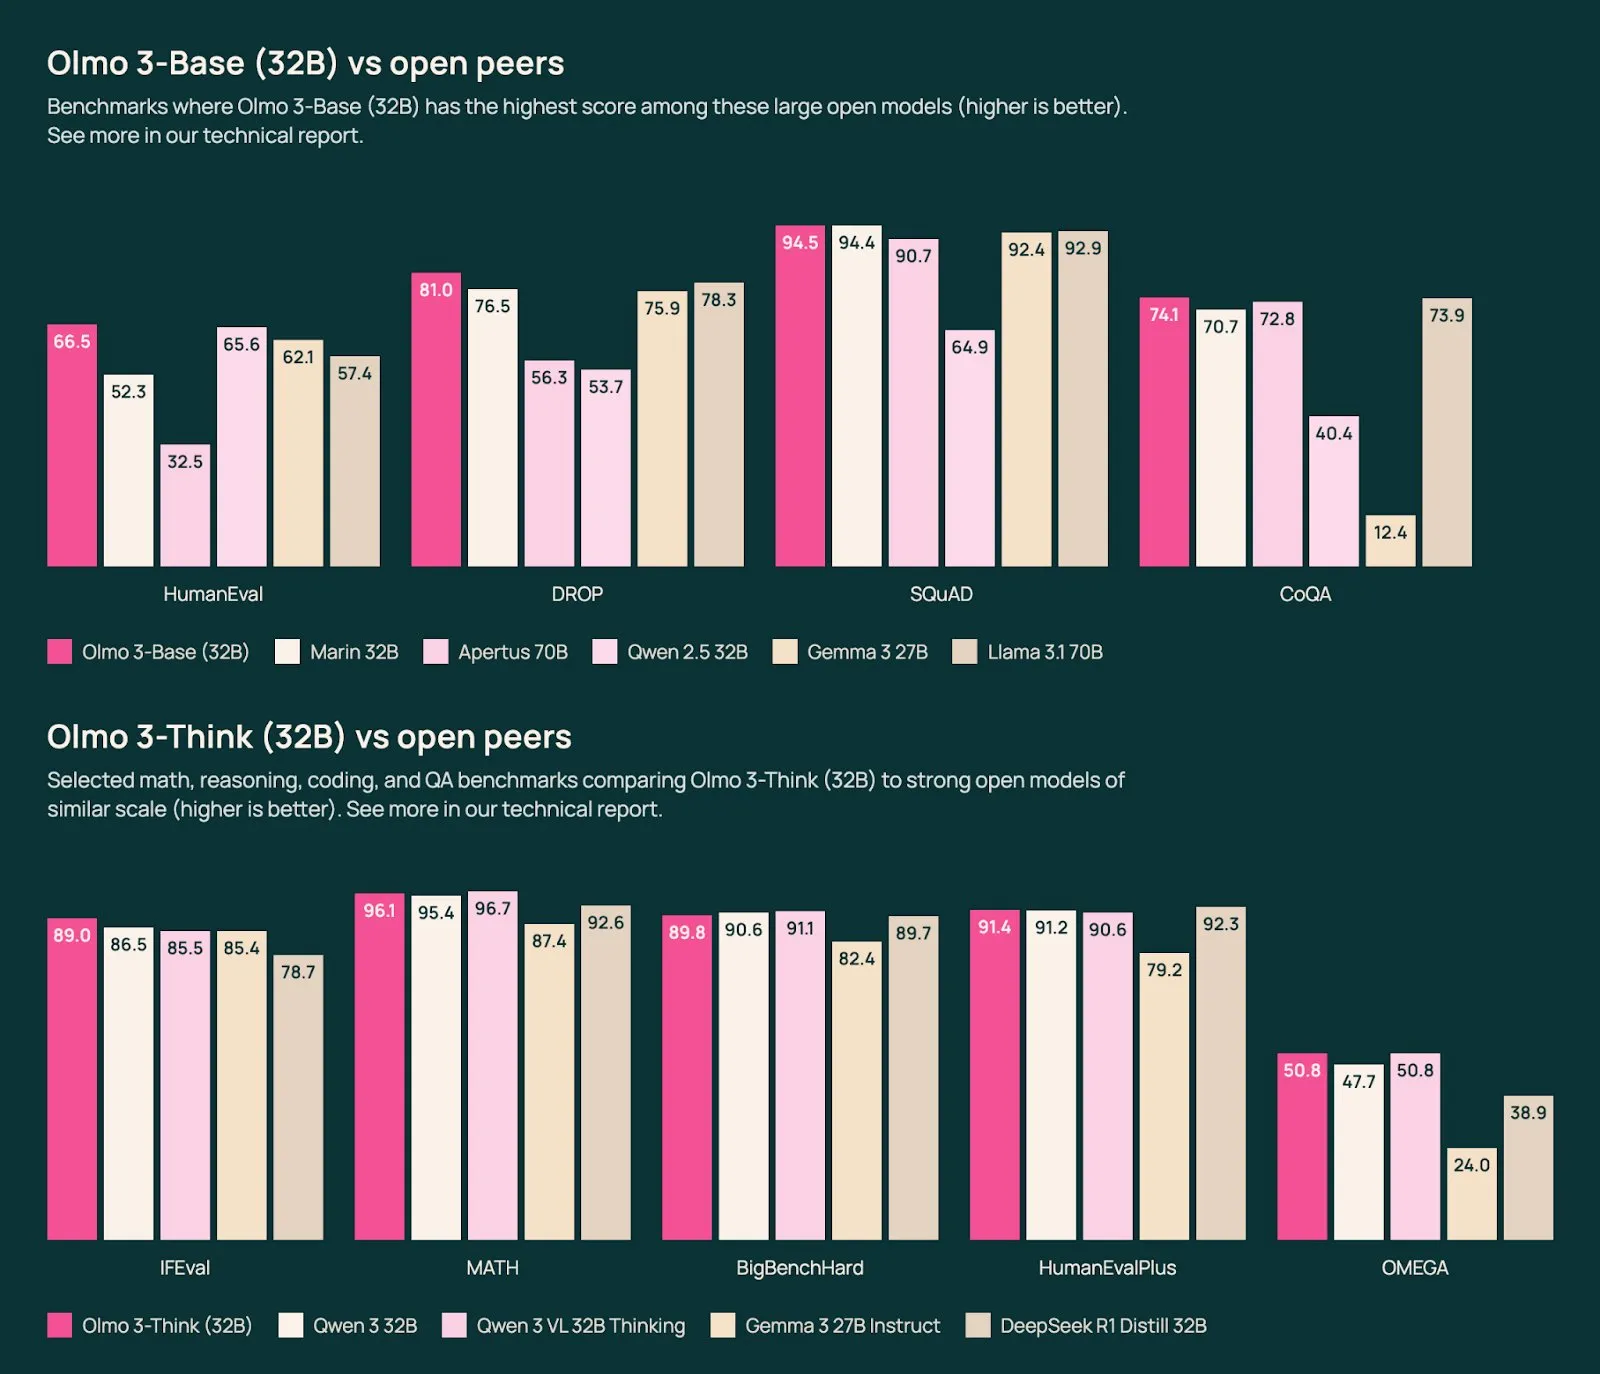 Olmo 3-Base (32B) vs open peers
Benchmarks where Olmo 3-Base (32B) has the highest score among these large open models (higher is better).
See more in our technical report.
66.5 52.3 32.5 65.6 62.1 57.4
81.0 76.5 56.3 53.7 75.9 78.3
94.5 94.4 90.7 64.9 92.4 92.9
74.1 70.7 72.8 40.4 12.4 73.9
HumanEval DROP SQuAD CoQA
Olmo 3-Base (32B) Marin 32B Apertus 70B Qwen 2.5 32B Gemma 3 27B Llama 3.1 70B
Olmo 3-Think (32B) vs open peers
Selected math, reasoning, coding, and QA benchmarks comparing Olmo 3-Think (32B) to strong open models of
similar scale (higher is better). See more in our technical report.
89.0 86.5 85.5 85.4 78.7
96.1 95.4 96.7 87.4 92.6
89.8 90.6 91.1 82.4 89.7
91.4 91.2 90.6 79.2 92.3
50.8 47.7 50.8 24.0 38.9
IFEval MATH BigBenchHard HumanEvalPlus OMEGA
Olmo 3-Think (32B) Qwen 3 32B Qwen 3 VL 32B Thinking Gemma 3 27B Instruct DeepSeek R1 Distill 32B